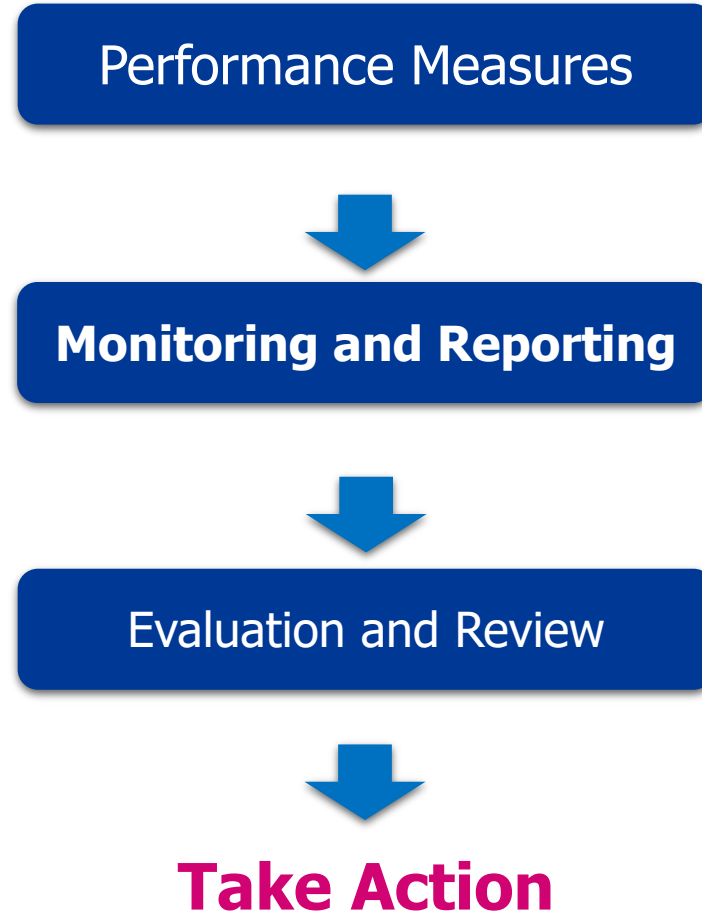 Performance Measures
Monitoring and Reporting
Evaluation and Review
Take Action